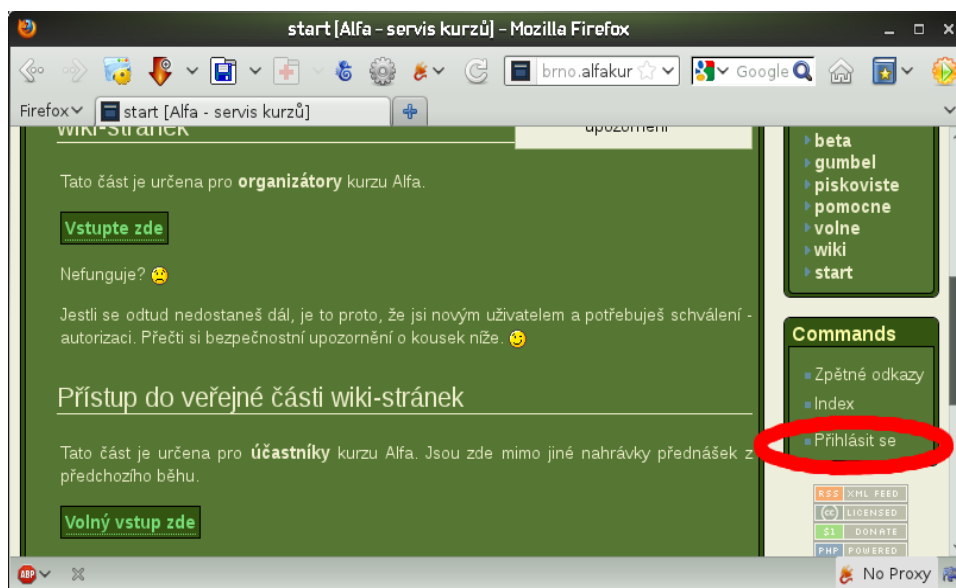 start [Alfa - servis kurzů] - Mozilla Firefox
brno.alfakur
Google
Firefox
start [Alfa - servis kurzů]
wiki-stránek
upozornění
Tato část je určena pro organizátory kurzu Alfa.
Vstupte zde
Nefunguje?
Jestli se odtud nedostaneš dál, je to proto, že jsi novým uživatelem a potřebuješ schválení -
autorizaci. Přečti si bezpečnostní upozornění o kousek níže.
Přístup do veřejné části wiki-stránek
Tato část je určena pro účastníky kurzu Alfa. Jsou zde mimo jiné nahrávky přednášek z
předchozího běhu.
Volný vstup zde
beta
gumbel
piskoviste
pomocne
volne
wiki
start
Commands
Zpětné odkazy
Index
Přihlásit se
RSS XML FEED
(cc) LICENSED
$1 DONATE
PHP POWERED
ABP
No Proxy